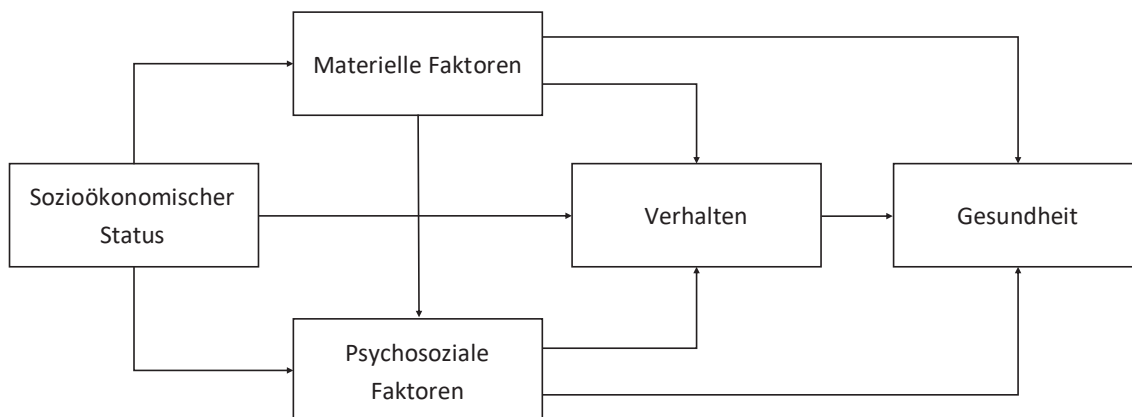 Materielle Faktoren
Sozioökonomischer
Status
Verhalten
Gesundheit
Psychosoziale
Faktoren